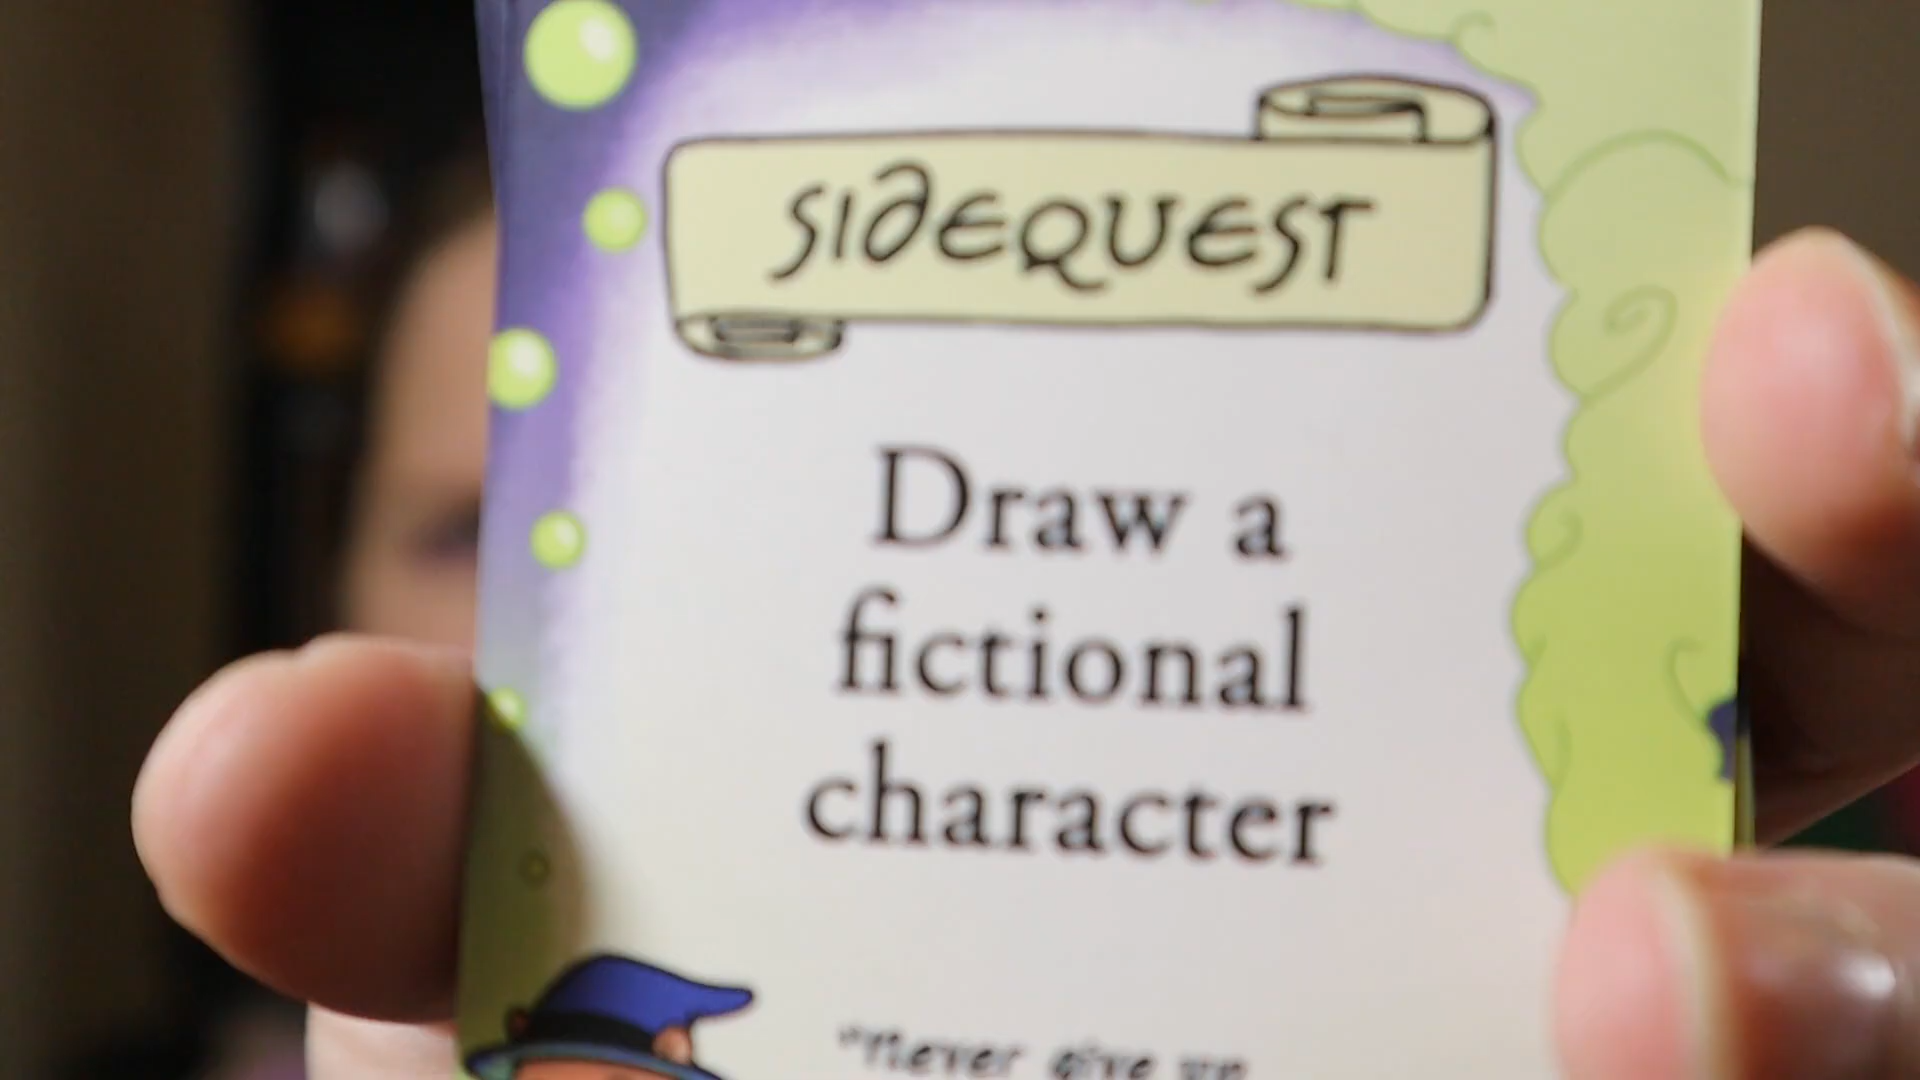 SIDEQUEST
Draw a
fictional
character
"Never give up